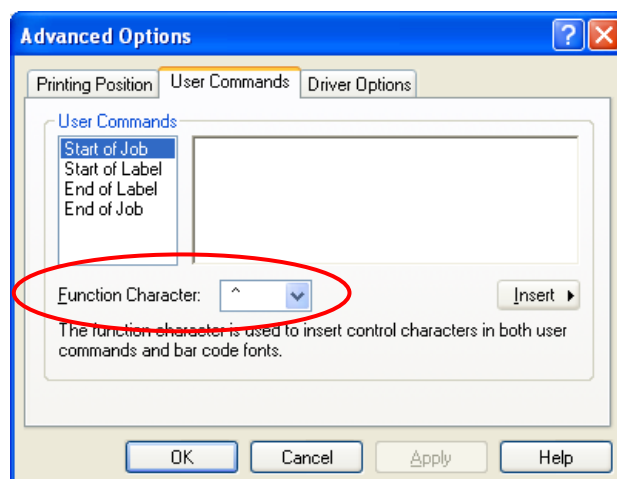 Advanced Options
Printing Position User Commands Driver Options
User Commands
Start of Job
Start of Label
End of Label
End of Job
Function Character: ^
Insert
The function character is used to insert control characters in both user
commands and bar code fonts.
OK Cancel Apply Help